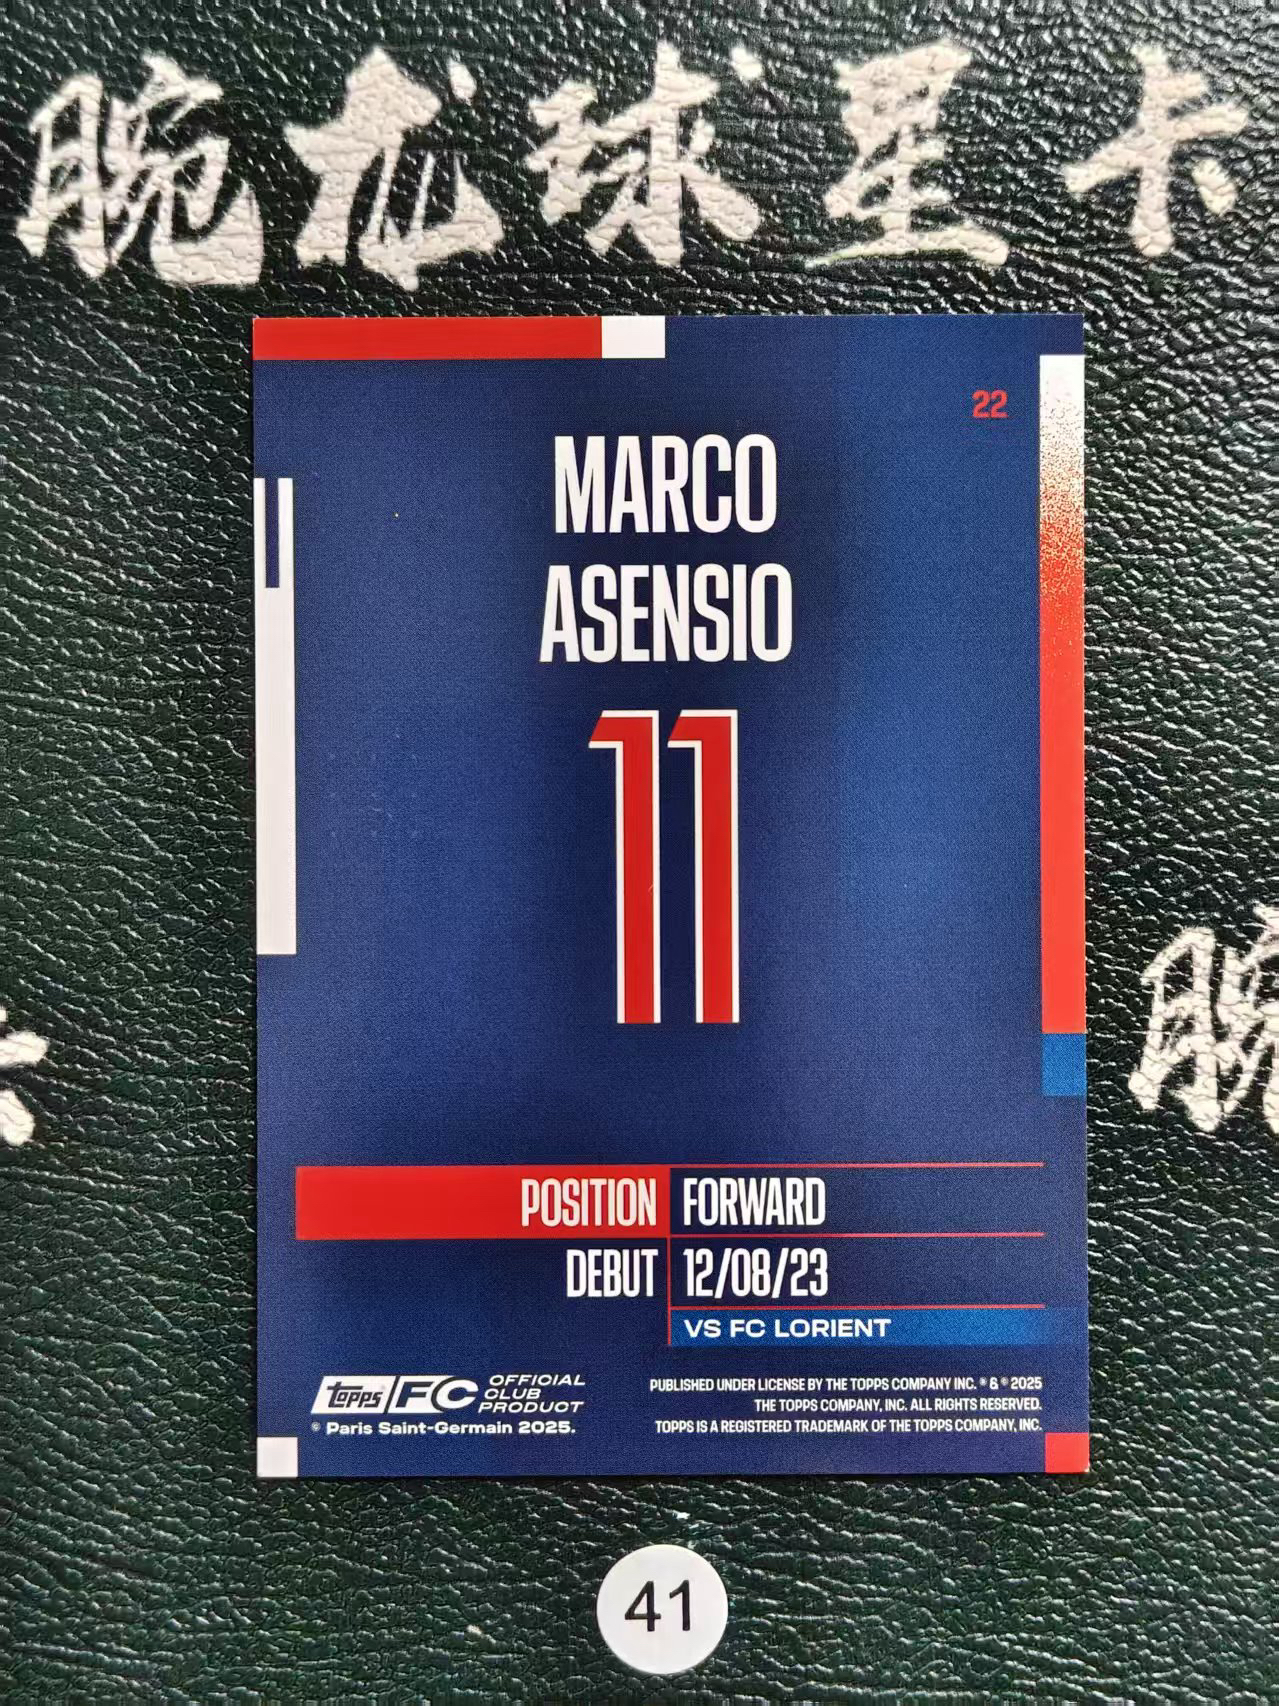 腕仙球星卡
22
MARCO
ASENSIO
11
POSITION FORWARD
DEBUT 12/08/23
VS FC LORIENT
topps FC OFFICIAL CLUB PRODUCT
© Paris Saint-Germain 2025.
PUBLISHED UNDER LICENSE BY THE TOPPS COMPANY INC. ® & © 2025
THE TOPPS COMPANY, INC. ALL RIGHTS RESERVED.
TOPPS IS A REGISTERED TRADEMARK OF THE TOPPS COMPANY, INC.
41